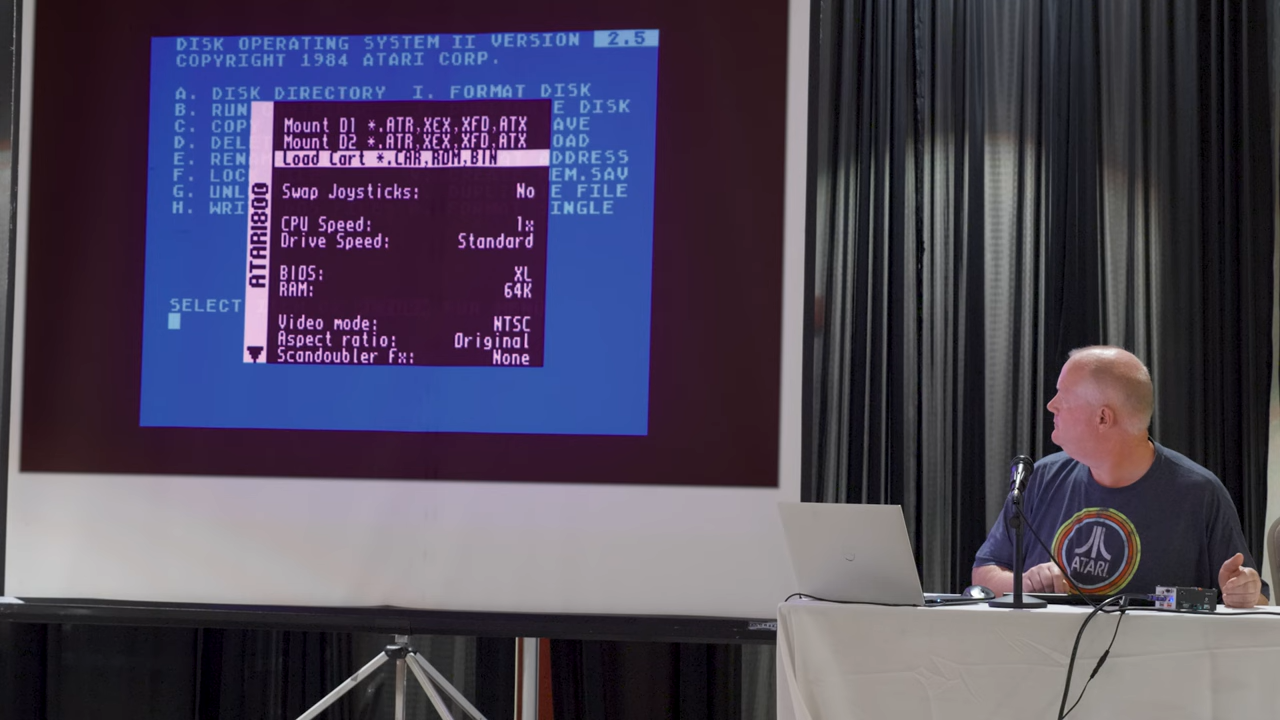 DISK OPERATING SYSTEM II VERSION 2.5
COPYRIGHT 1984 ATARI CORP.
A. DISK DIRECTORY I. FORMAT DISK
B. RUN E DISK
C. COP AVE
D. DELE OAD
E. RENA ADDRESS
F. LOC EM.SAV
G. UNL E FILE
H. WRI INGLE
SELECT
ATARI800
Mount D1 *.ATR,XEX,XFD,ATX
Mount D2 *.ATR,XEX,XFD,ATX
Load Cart *.CAR,ROM,BIN
Swap Joysticks: No
CPU Speed: 1x
Drive Speed: Standard
BIOS: XL
RAM: 64K
Video mode: NTSC
Aspect ratio: Original
Scandoubler Fx: None
ATARI